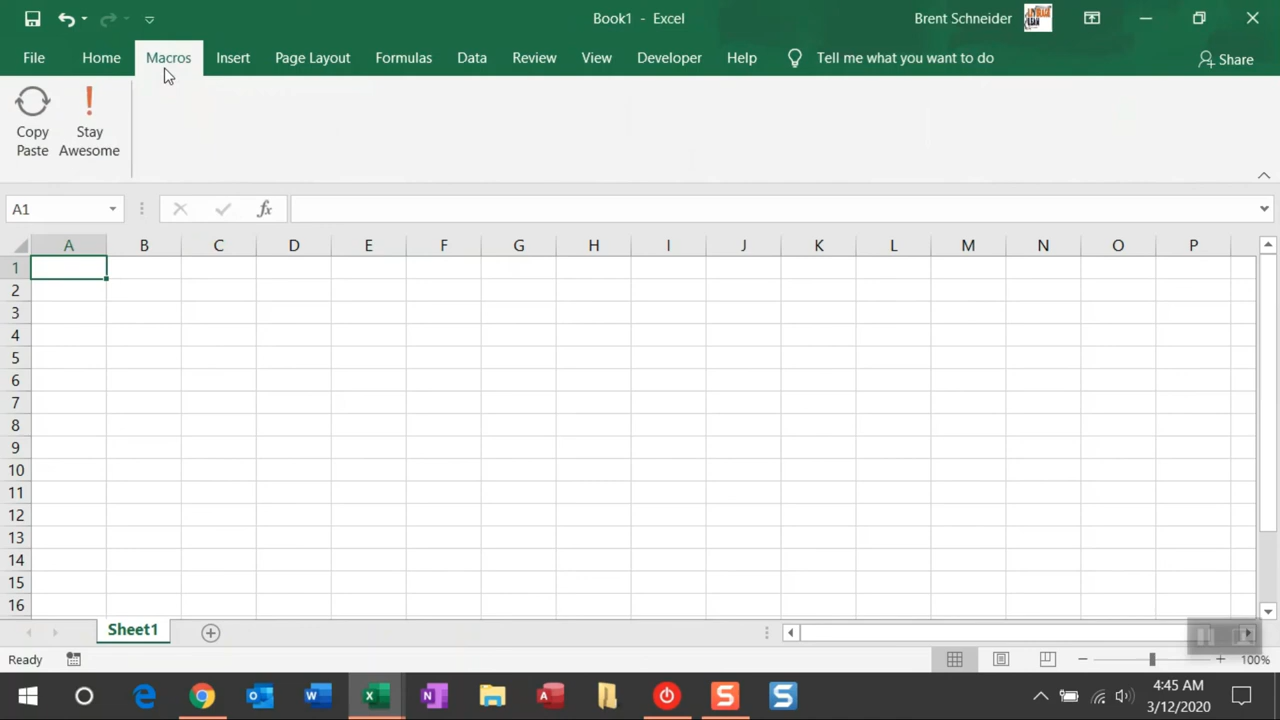 Book1 - Excel
Brent Schneider
File Home Macros Insert Page Layout Formulas Data Review View Developer Help Tell me what you want to do Share
Copy Paste
Stay Awesome
A1 fx
A B C D E F G H I J K L M N O P
1
2
3
4
5
6
7
8
9
10
11
12
13
14
15
16
Sheet1
Ready 100%
4:45 AM
3/12/2020